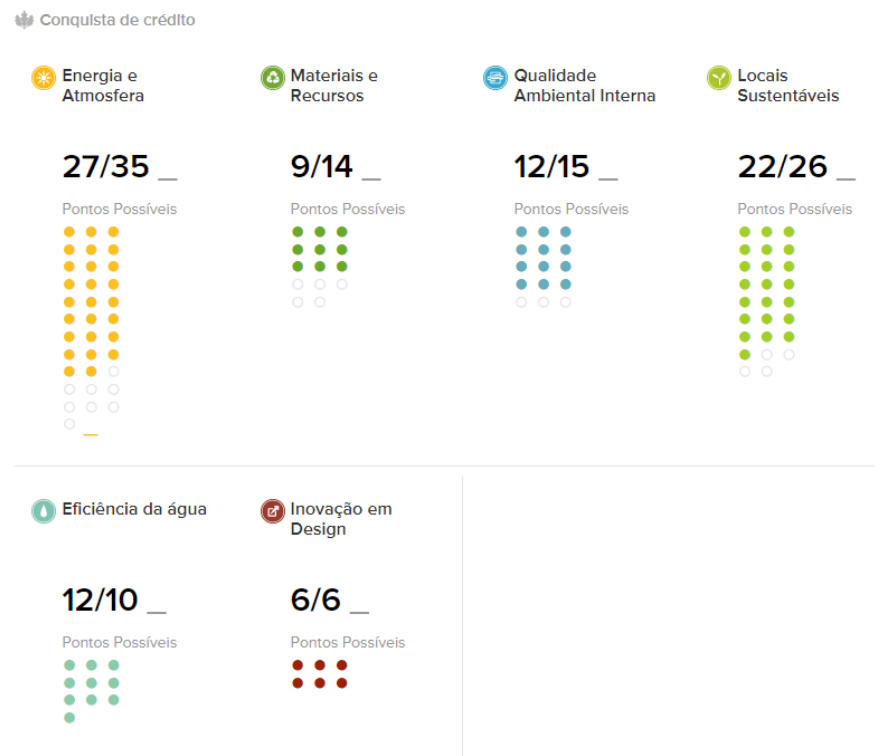 Conquista de crédito
Energia e
Atmosfera
Materiais e
Recursos
Qualidade
Ambiental Interna
Locais
Sustentáveis
27/35 _
9/14 _
12/15 _
22/26 _
Pontos Possíveis
Pontos Possíveis
Pontos Possíveis
Pontos Possíveis
Eficiência da água
Inovação em
Design
12/10 _
6/6 _
Pontos Possíveis
Pontos Possíveis